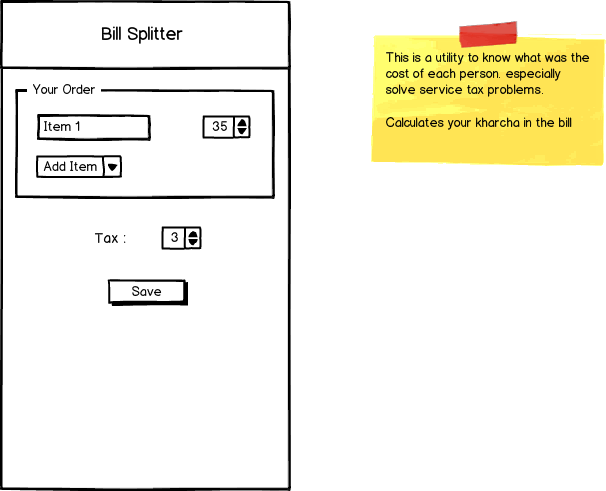 Bill Splitter
Your Order
Item 1
35
Add Item
Tax :
3
Save
This is a utility to know what was the
cost of each person. especially
solve service tax problems.
Calculates your kharcha in the bill